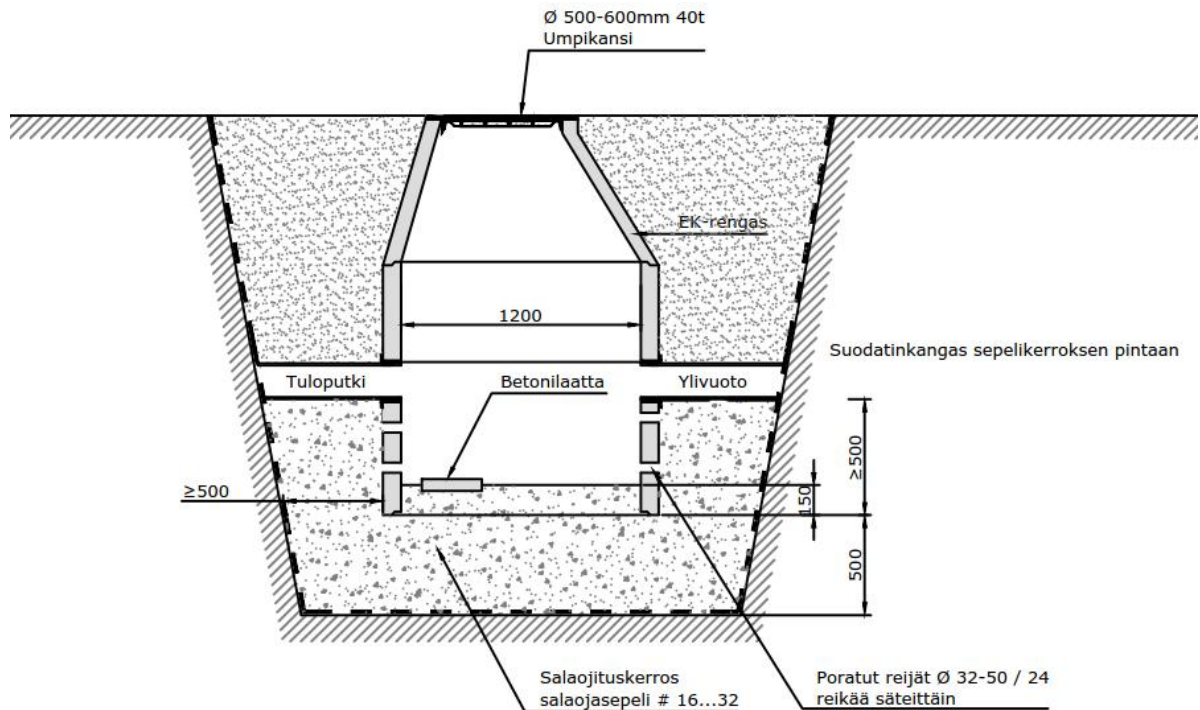 Ø 500-600mm 40t
Umpikansi
EK-rengas
1200
Suodatinkangas sepelikerroksen pintaan
Tuloputki
Betonilaatta
Ylivuoto
≥500
≥500
150
500
Salaojituskerros
salaojasepeli # 16...32
Poratut reijät Ø 32-50 / 24
reikää säteittäin